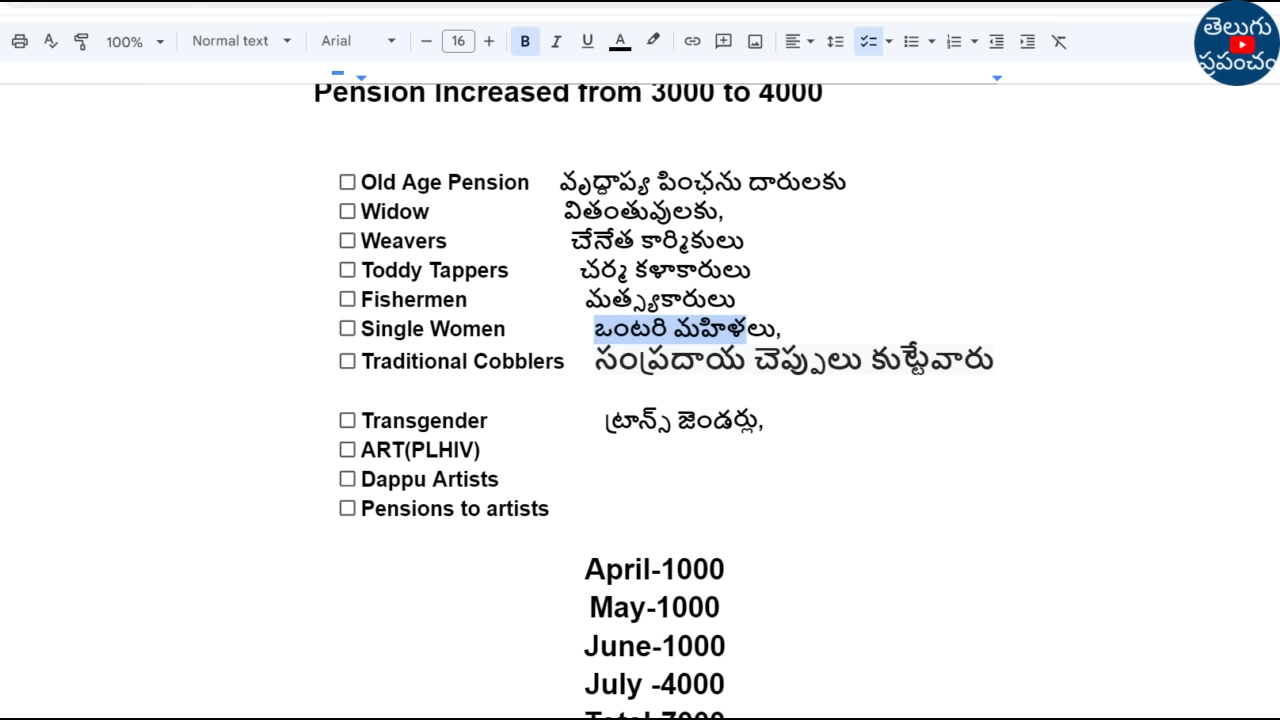 100%
Normal text
Arial
16
B I U A
తెలుగు
ప్రపంచం
Pension Increased from 3000 to 4000
Old Age Pension వృద్ధాప్య పింఛను దారులకు
Widow వితంతువులకు,
Weavers చేనేత కార్మికులు
Toddy Tappers చర్మ కళాకారులు
Fishermen మత్స్యకారులు
Single Women ఒంటరి మహిళలు,
Traditional Cobblers సంప్రదాయ చెప్పులు కుట్టేవారు
Transgender ట్రాన్స్ జెండర్లు,
ART(PLHIV)
Dappu Artists
Pensions to artists
April-1000
May-1000
June-1000
July -4000
Total 7000